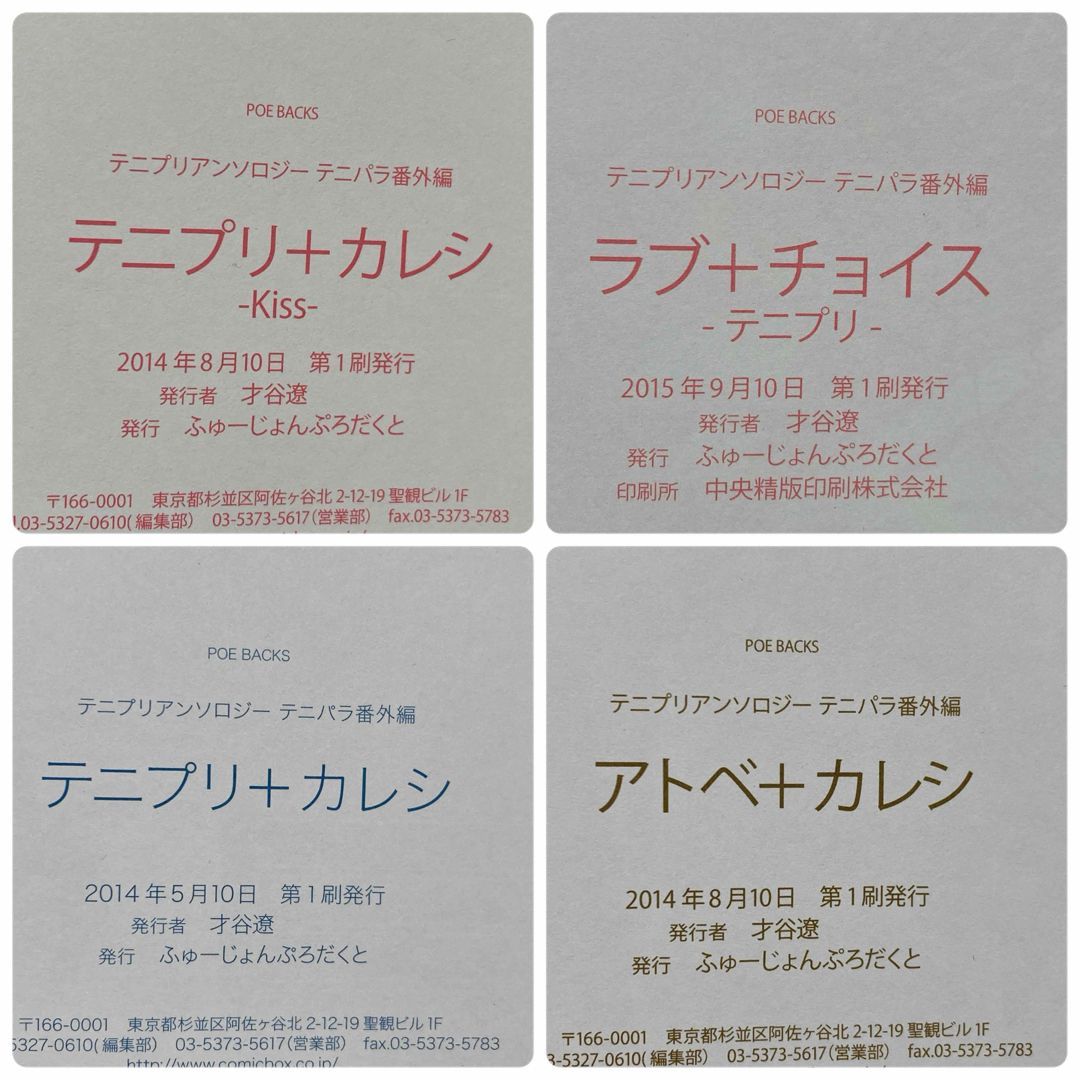 POE BACKS
テニプリアンソロジー テニパラ番外編
テニプリ+カレシ
-Kiss-
2014年8月10日 第1刷発行
発行者 才谷遼
発行 ふゅーじょんぷろだくと
〒166-0001 東京都杉並区阿佐ヶ谷北2-12-19聖観ビル1F
.03-5327-0610(編集部) 03-5373-5617(営業部) fax.03-5373-5783
POE BACKS
テニプリアンソロジー テニパラ番外編
ラブ+チョイス
- テニプリ -
2015年9月10日 第1刷発行
発行者 才谷遼
発行 ふゅーじょんぷろだくと
印刷所 中央精版印刷株式会社
POE BACKS
テニプリアンソロジー テニパラ番外編
テニプリ+カレシ
2014年5月10日 第1刷発行
発行者 才谷遼
発行 ふゅーじょんぷろだくと
〒166-0001 東京都杉並区阿佐ヶ谷北2-12-19聖観ビル1F
5327-0610(編集部) 03-5373-5617(営業部) fax.03-5373-5783
http://www.comicbox.co.jp/
POE BACKS
テニプリアンソロジー テニパラ番外編
アトベ+カレシ
2014年8月10日 第1刷発行
発行者 才谷遼
発行 ふゅーじょんぷろだくと
〒166-0001 東京都杉並区阿佐ヶ谷北2-12-19聖観ビル1F
3-5327-0610(編集部) 03-5373-5617(営業部) fax.03-5373-5783